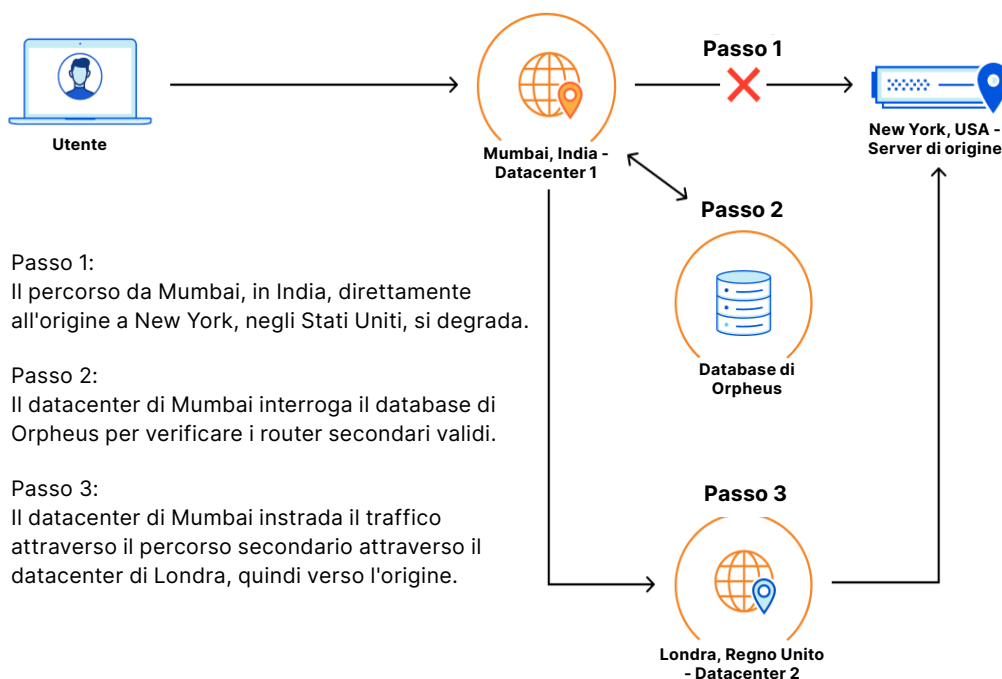 Passo 1
Utente
Mumbai, India -
Datacenter 1
New York, USA -
Server di origine
Passo 2
Database di
Orpheus
Passo 1:
Il percorso da Mumbai, in India, direttamente
all'origine a New York, negli Stati Uniti, si degrada.
Passo 2:
Il datacenter di Mumbai interroga il database di
Orpheus per verificare i router secondari validi.
Passo 3:
Il datacenter di Mumbai instrada il traffico
attraverso il percorso secondario attraverso il
datacenter di Londra, quindi verso l'origine.
Passo 3
Londra, Regno Unito
- Datacenter 2